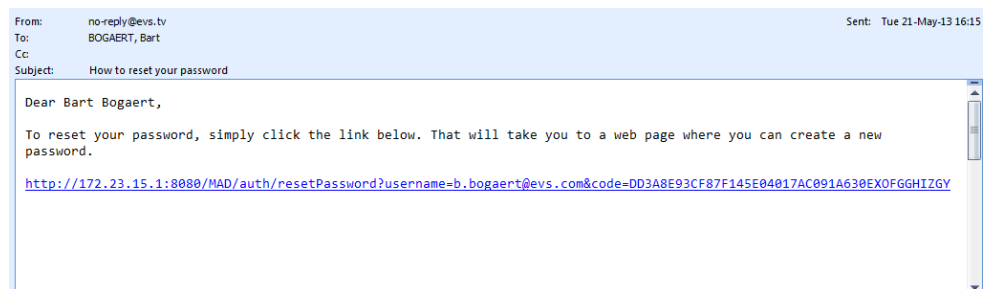 From: no-reply@evs.tv Sent: Tue 21-May-13 16:15
To: BOGAERT, Bart
Cc:
Subject: How to reset your password
Dear Bart Bogaert,
To reset your password, simply click the link below. That will take you to a web page where you can create a new
password.
http://172.23.15.1:8080/MAD/auth/resetPassword?username=b.bogaert@evs.com&code=DD3A8E93CF87F145E04017AC091A630EXOFGGHIZGY